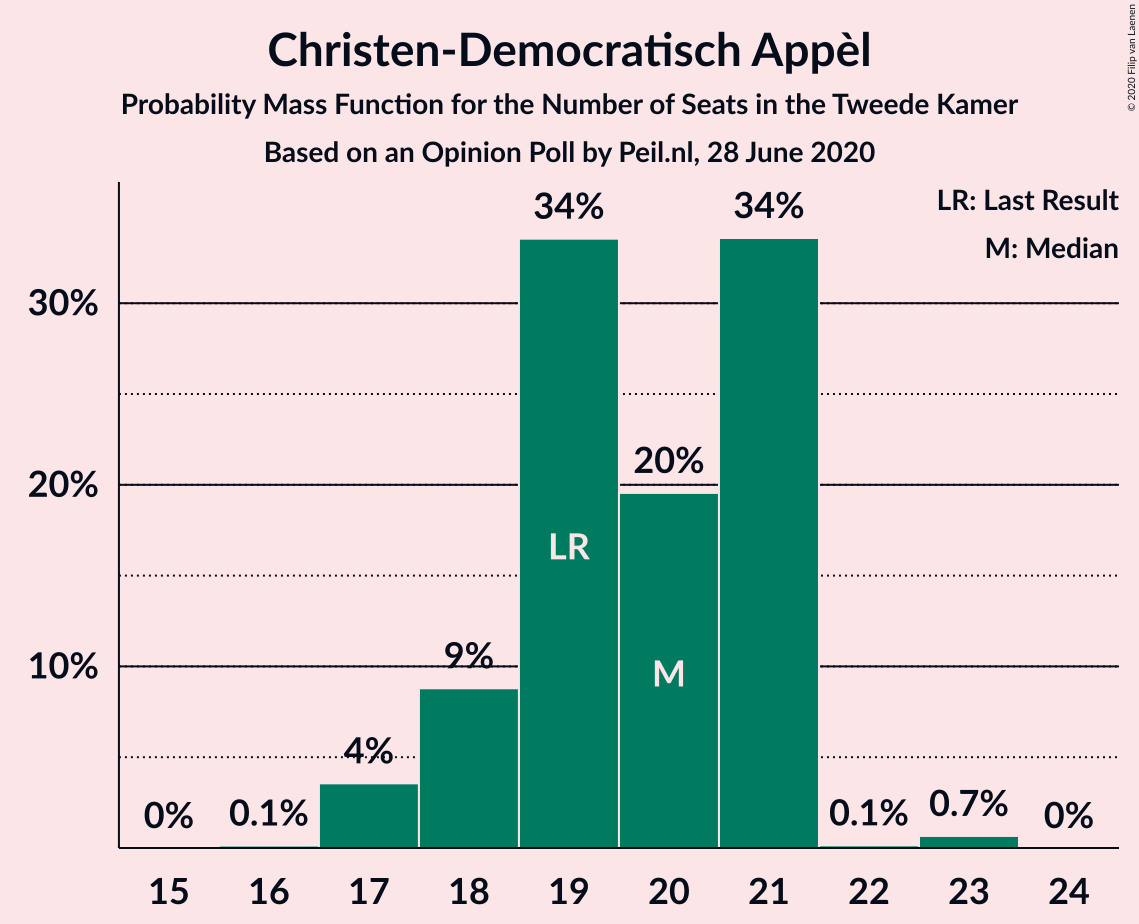 Christen-Democratisch Appèl
Probability Mass Function for the Number of Seats in the Tweede Kamer
Based on an Opinion Poll by Peil.nl, 28 June 2020
© 2020 Filip van Laenen
LR: Last Result
M: Median
34%
34%
30%
20%
20%
LR
9%
10%
M
4%
0%
0.1%
0.1%
0.7%
0%
15
16
17
18
19
20
21
22
23
24